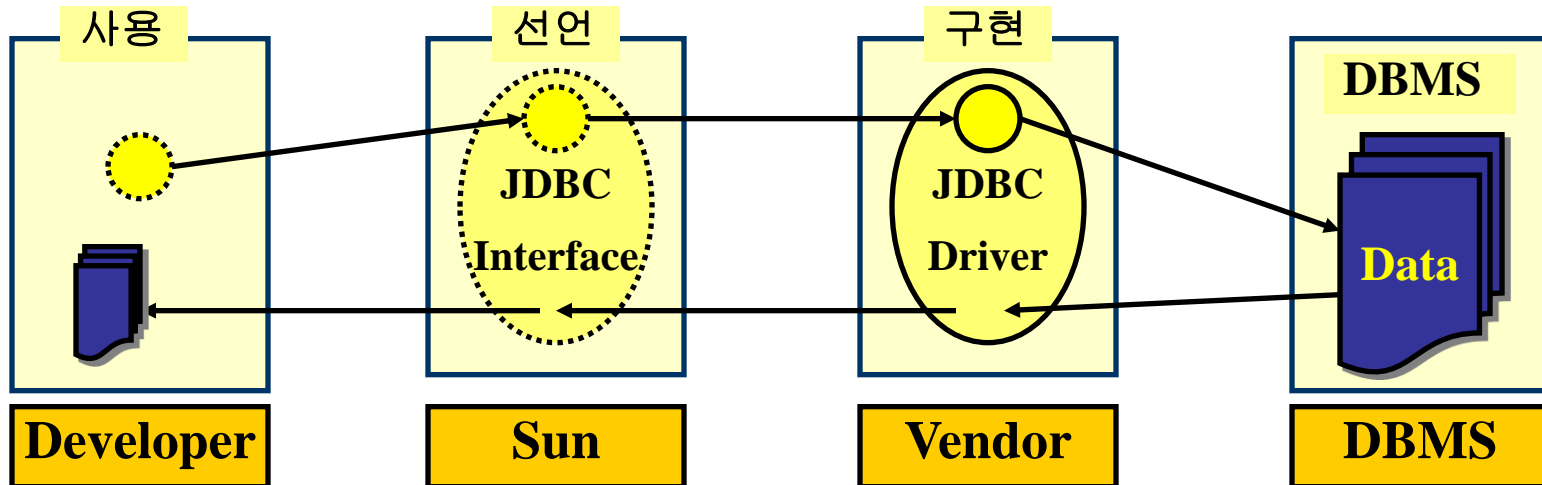 사용
선언
구현
DBMS
JDBC
Interface
JDBC
Driver
Data
Developer
Sun
Vendor
DBMS